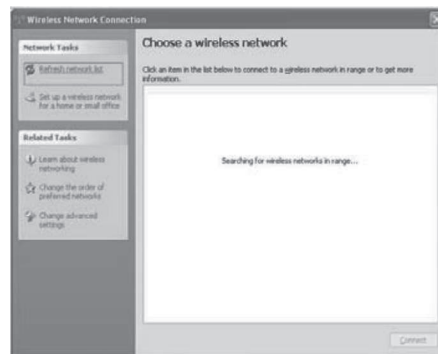 Wireless Network Connection
Network Tasks
Refresh network list
Set up a wireless network
for a home or small office
Related Tasks
Learn about wireless
networking
Change the order of
preferred networks
Change advanced
settings
Choose a wireless network
Click an item in the list below to connect to a wireless network in range or to get more
information.
Searching for wireless networks in range...
Connect